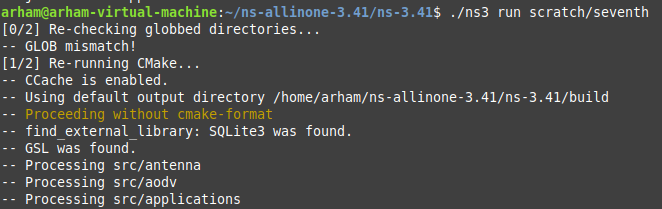 arham@arham-virtual-machine:~/ns-allinone-3.41/ns-3.41$ ./ns3 run scratch/seventh
[0/2] Re-checking globbed directories...
-- GLOB mismatch!
[1/2] Re-running CMake...
-- CCache is enabled.
-- Using default output directory /home/arham/ns-allinone-3.41/ns-3.41/build
-- Proceeding without cmake-format
-- find_external_library: SQLite3 was found.
-- GSL was found.
-- Processing src/antenna
-- Processing src/aodv
-- Processing src/applications